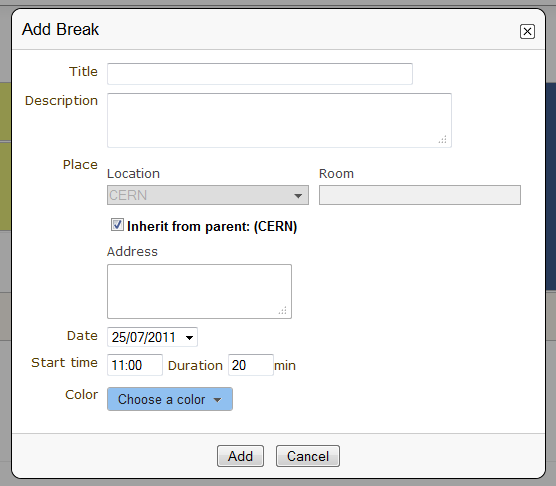 Add Break
Title
Description
Place
Location Room
CERN
Inherit from parent: (CERN)
Address
Date 25/07/2011
Start time 11:00 Duration 20 min
Color Choose a color
Add Cancel